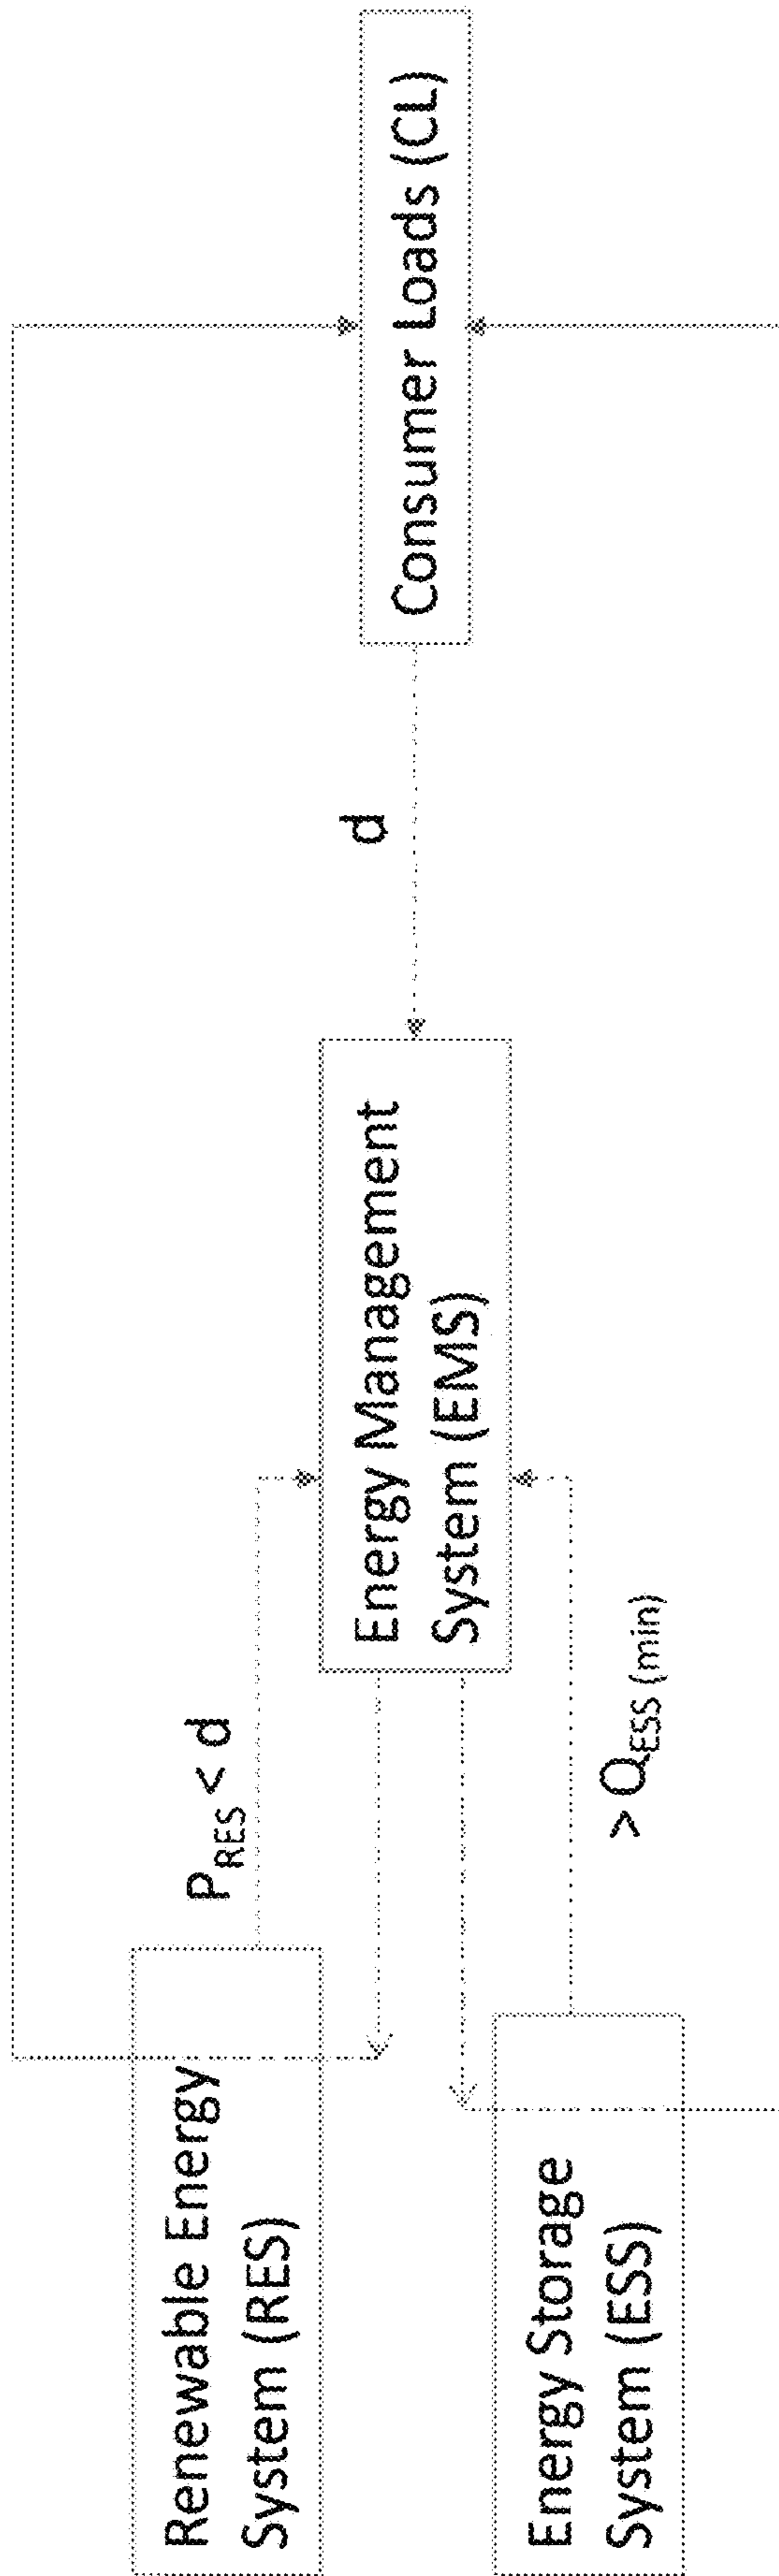 Renewable Energy
System (RES)
P_RES < d
Energy Management
System (EMS)
d
Consumer Loads (CL)
Energy Storage
System (ESS)
> Q_ESS (min)